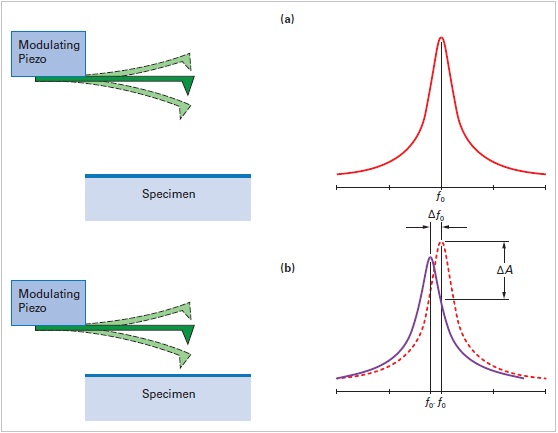 (a)
Modulating
Piezo
Specimen
f₀
Δf₀
ΔA
(b)
Modulating
Piezo
Specimen
f₀' f₀